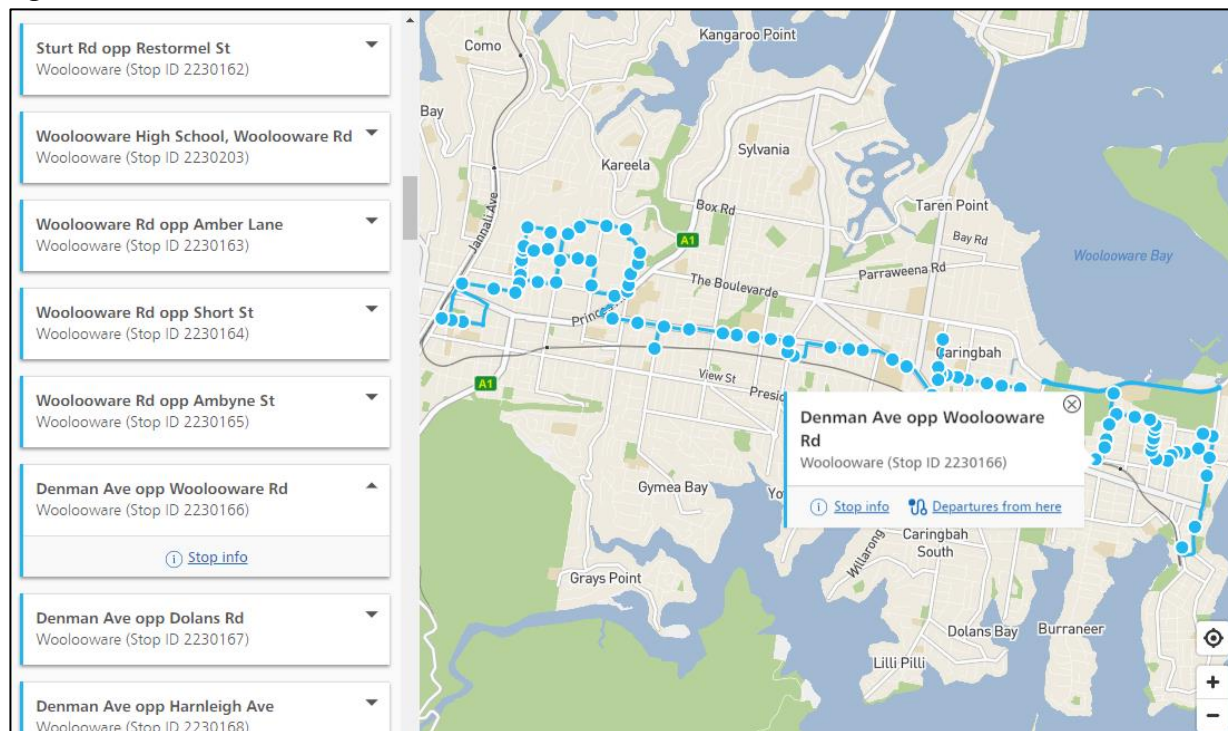 Sturt Rd opp Restormel St
Woolooware (Stop ID 2230162)
Woolooware High School, Woolooware Rd
Woolooware (Stop ID 2230203)
Woolooware Rd opp Amber Lane
Woolooware (Stop ID 2230163)
Woolooware Rd opp Short St
Woolooware (Stop ID 2230164)
Woolooware Rd opp Ambyne St
Woolooware (Stop ID 2230165)
Denman Ave opp Woolooware Rd
Woolooware (Stop ID 2230166)
Stop info
Denman Ave opp Dolans Rd
Woolooware (Stop ID 2230167)
Denman Ave opp Harnleigh Ave
Woolooware (Stop ID 2230168)
Kangaroo Point
Como
Bay
Sylvania
Kareela
Box Rd
Taren Point
Jannali Ave
A1
Bay Rd
Woolooware Bay
Parraweena Rd
The Boulevarde
Caringbah
View St
A1
Denman Ave opp Woolooware
Rd
Woolooware (Stop ID 2230166)
Stop info
Departures from here
Gymea Bay
Willarong
Caringbah
South
Grays Point
Dolans Bay
Burraneer
Lilli Pilli
+
−